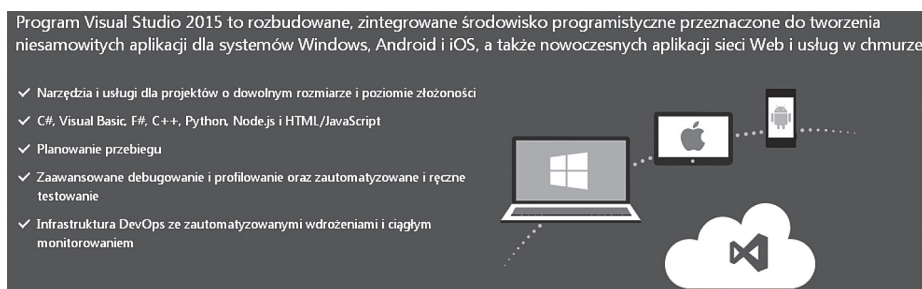 Program Visual Studio 2015 to rozbudowane, zintegrowane środowisko programistyczne przeznaczone do tworzenia
niesamowitych aplikacji dla systemów Windows, Android i iOS, a także nowoczesnych aplikacji sieci Web i usług w chmurze
✓ Narzędzia i usługi dla projektów o dowolnym rozmiarze i poziomie złożoności
✓ C#, Visual Basic, F#, C++, Python, Node.js i HTML/JavaScript
✓ Planowanie przebiegu
✓ Zaawansowane debugowanie i profilowanie oraz zautomatyzowane i ręczne
testowanie
✓ Infrastruktura DevOps ze zautomatyzowanymi wdrożeniami i ciągłym
monitorowaniem